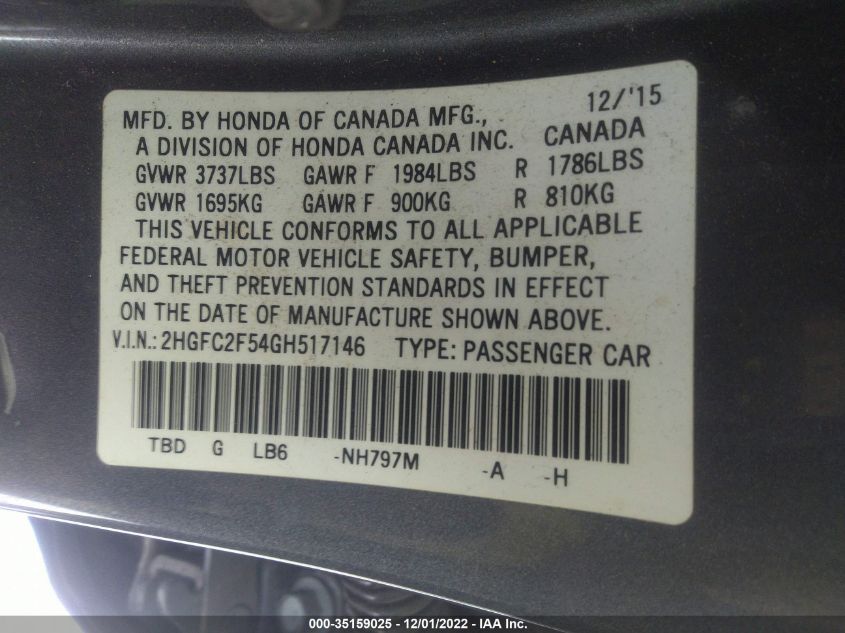 12/'15
MFD. BY HONDA OF CANADA MFG.,
A DIVISION OF HONDA CANADA INC. CANADA
GVWR 3737LBS GAWR F 1984LBS R 1786LBS
GVWR 1695KG GAWR F 900KG R 810KG
THIS VEHICLE CONFORMS TO ALL APPLICABLE
FEDERAL MOTOR VEHICLE SAFETY, BUMPER,
AND THEFT PREVENTION STANDARDS IN EFFECT
ON THE DATE OF MANUFACTURE SHOWN ABOVE.
V.I.N.: 2HGFC2F54GH517146 TYPE: PASSENGER CAR
TBD G LB6 -NH797M -A -H
000-35159025 - 12/01/2022 - IAA Inc.